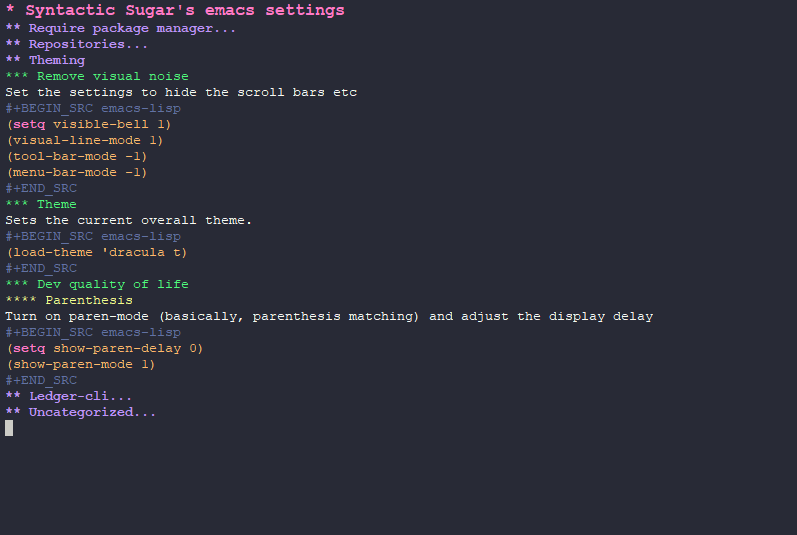 * Syntactic Sugar's emacs settings
** Require package manager...
** Repositories...
** Theming
*** Remove visual noise
Set the settings to hide the scroll bars etc
#+BEGIN_SRC emacs-lisp
(setq visible-bell 1)
(visual-line-mode 1)
(tool-bar-mode -1)
(menu-bar-mode -1)
#+END_SRC
*** Theme
Sets the current overall theme.
#+BEGIN_SRC emacs-lisp
(load-theme 'dracula t)
#+END_SRC
*** Dev quality of life
**** Parenthesis
Turn on paren-mode (basically, parenthesis matching) and adjust the display delay
#+BEGIN_SRC emacs-lisp
(setq show-paren-delay 0)
(show-paren-mode 1)
#+END_SRC
** Ledger-cli...
** Uncategorized...